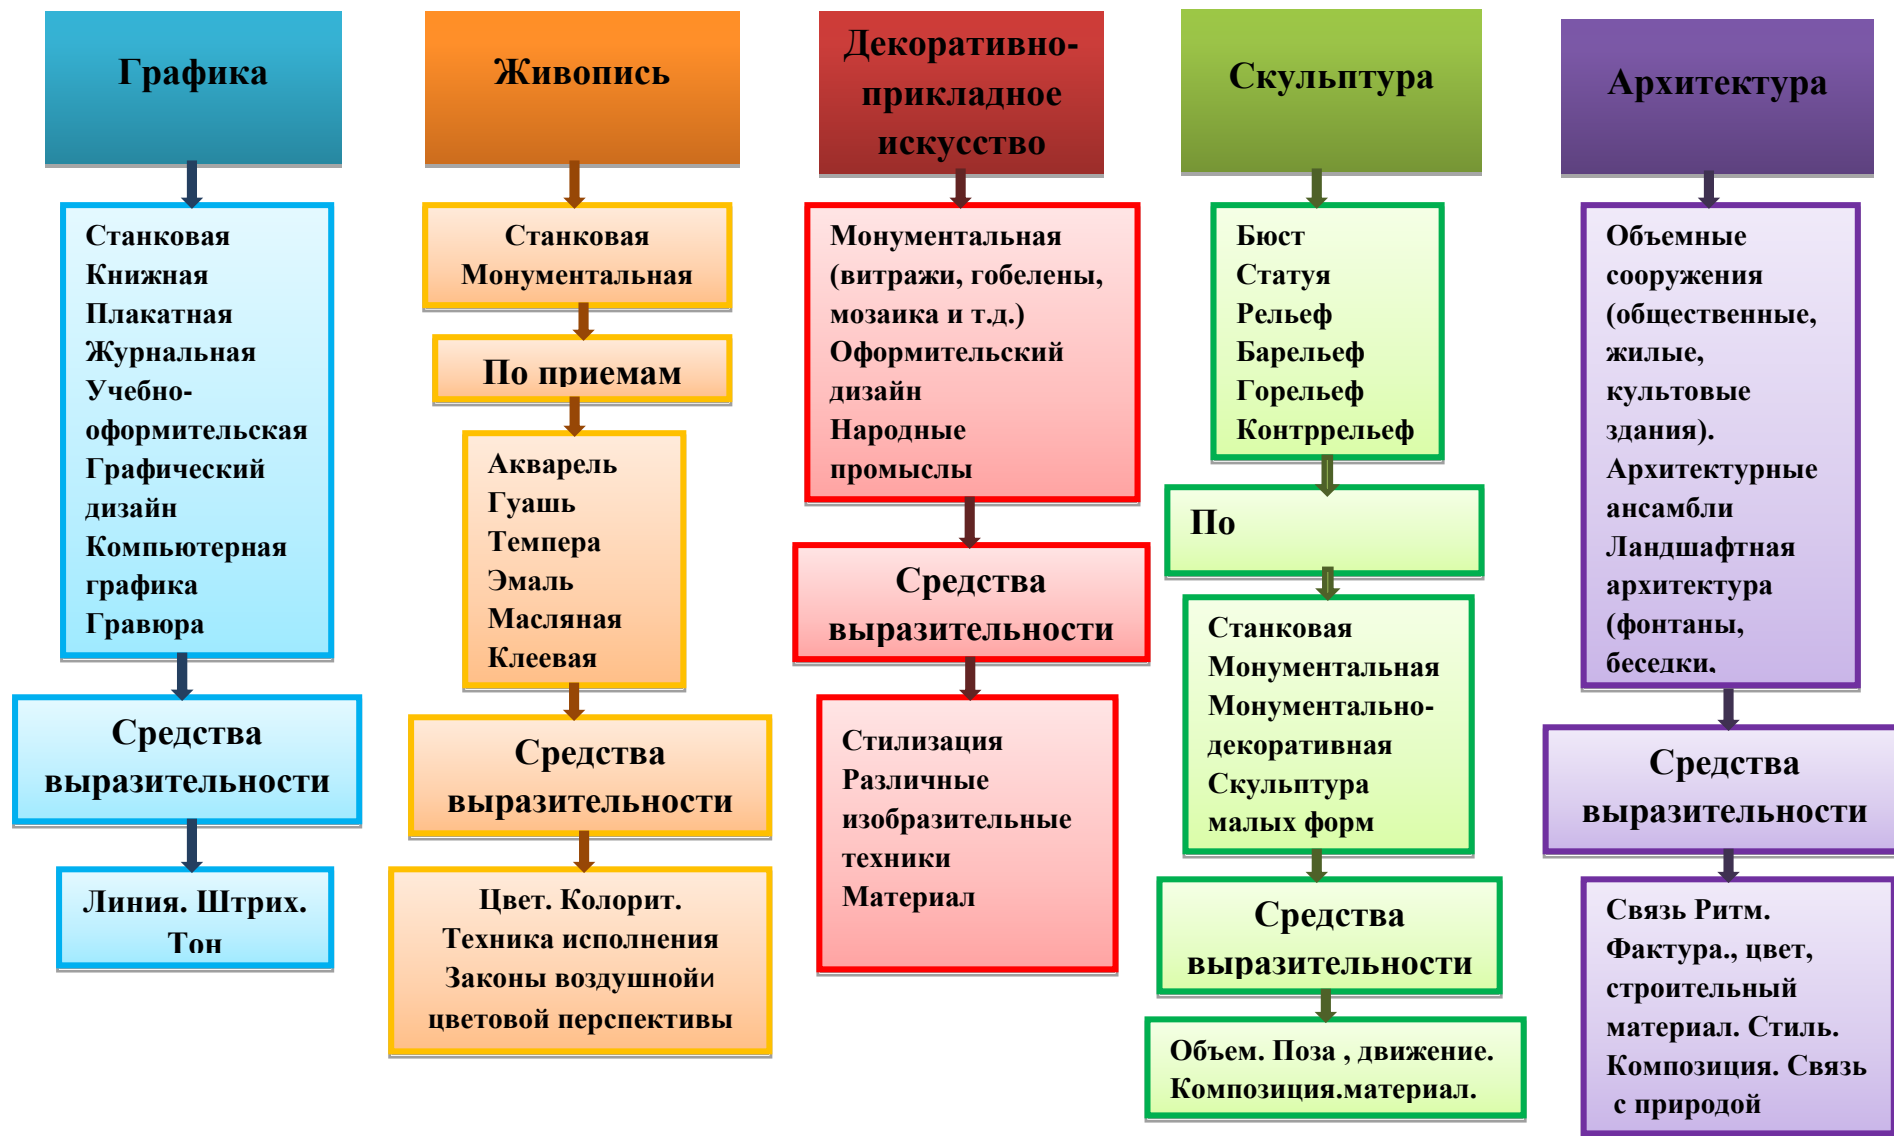 Графика
Станковая
Книжная
Плакатная
Журнальная
Учебно-
оформительская
Графический
дизайн
Компьютерная
графика
Гравюра
Средства
выразительности
Линия. Штрих.
Тон
Живопись
Станковая
Монументальная
По приемам
Акварель
Гуашь
Темпера
Эмаль
Масляная
Клеевая
Средства
выразительности
Цвет. Колорит.
Техника исполнения
Законы воздушнойи
цветовой перспективы
Декоративно-
прикладное
искусство
Монументальная
(витражи, гобелены,
мозаика и т.д.)
Оформительский
дизайн
Народные
промыслы
Средства
выразительности
Стилизация
Различные
изобразительные
техники
Материал
Скульптура
Бюст
Статуя
Рельеф
Барельеф
Горельеф
Контррельеф
По
Станковая
Монументальная
Монументально-
декоративная
Скульптура
малых форм
Средства
выразительности
Объем. Поза , движение.
Композиция.материал.
Архитектура
Объемные
сооружения
(общественные,
жилые,
культовые
здания).
Архитектурные
ансамбли
Ландшафтная
архитектура
(фонтаны,
беседки,
Средства
выразительности
Связь Ритм.
Фактура., цвет,
строительный
материал. Стиль.
Композиция. Связь
с природой